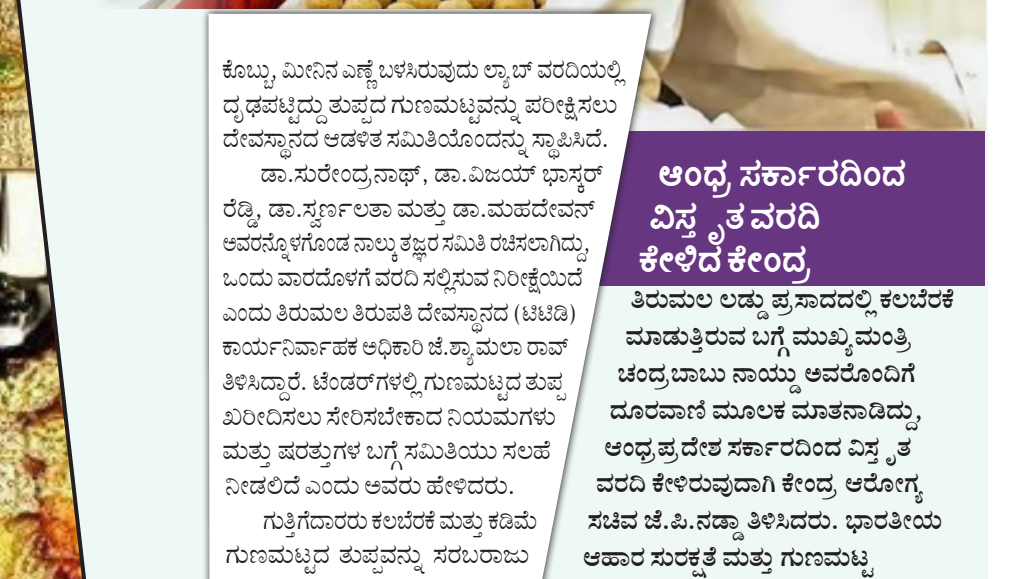 ಕೊಬ್ಬು, ಮೀನಿನ ಎಣ್ಣೆ ಬಳಸಿರುವುದು ಲ್ಯಾಬ್ ವರದಿಯಲ್ಲಿ
ದೃಢಪಟ್ಟಿದ್ದು ತುಪ್ಪದ ಗುಣಮಟ್ಟವನ್ನು ಪರೀಕ್ಷಿಸಲು
ದೇವಸ್ಥಾನದ ಆಡಳಿತ ಸಮಿತಿಯೊಂದನ್ನು ಸ್ಥಾಪಿಸಿದೆ.
ಡಾ.ಸುರೇಂದ್ರನಾಥ್, ಡಾ.ವಿಜಯ್ ಭಾಸ್ಕರ್
ರೆಡ್ಡಿ, ಡಾ.ಸ್ವರ್ಣಲತಾ ಮತ್ತು ಡಾ.ಮಹದೇವನ್
ಅವರನ್ನೊಳಗೊಂಡ ನಾಲ್ಕು ತಜ್ಞರ ಸಮಿತಿ ರಚಿಸಲಾಗಿದ್ದು,
ಒಂದು ವಾರದೊಳಗೆ ವರದಿ ಸಲ್ಲಿಸುವ ನಿರೀಕ್ಷೆಯಿದೆ
ಎಂದು ತಿರುಮಲ ತಿರುಪತಿ ದೇವಸ್ಥಾನದ (ಟಿಟಿಡಿ)
ಕಾರ್ಯನಿರ್ವಾಹಕ ಅಧಿಕಾರಿ ಜೆ.ಶ್ಯಾಮಲಾ ರಾವ್
ತಿಳಿಸಿದ್ದಾರೆ. ಟೆಂಡರ್‌ಗಳಲ್ಲಿ ಗುಣಮಟ್ಟದ ತುಪ್ಪ
ಖರೀದಿಸಲು ಸೇರಿಸಬೇಕಾದ ನಿಯಮಗಳು
ಮತ್ತು ಷರತ್ತುಗಳ ಬಗ್ಗೆ ಸಮಿತಿಯು ಸಲಹೆ
ನೀಡಲಿದೆ ಎಂದು ಅವರು ಹೇಳಿದರು.
ಗುತ್ತಿಗೆದಾರರು ಕಲಬೆರಕೆ ಮತ್ತು ಕಡಿಮೆ
ಗುಣಮಟ್ಟದ ತುಪ್ಪವನ್ನು ಸರಬರಾಜು
ಆಂಧ್ರ ಸರ್ಕಾರದಿಂದ
ವಿಸ್ತೃತ ವರದಿ
ಕೇಳಿದ ಕೇಂದ್ರ
ತಿರುಮಲ ಲಡ್ಡು ಪ್ರಸಾದದಲ್ಲಿ ಕಲಬೆರಕೆ
ಮಾಡುತ್ತಿರುವ ಬಗ್ಗೆ ಮುಖ್ಯಮಂತ್ರಿ
ಚಂದ್ರಬಾಬು ನಾಯ್ಡು ಅವರೊಂದಿಗೆ
ದೂರವಾಣಿ ಮೂಲಕ ಮಾತನಾಡಿದ್ದು,
ಆಂಧ್ರಪ್ರದೇಶ ಸರ್ಕಾರದಿಂದ ವಿಸ್ತೃತ
ವರದಿ ಕೇಳಿರುವುದಾಗಿ ಕೇಂದ್ರ ಆರೋಗ್ಯ
ಸಚಿವ ಜೆ.ಪಿ.ನಡ್ಡಾ ತಿಳಿಸಿದರು. ಭಾರತೀಯ
ಆಹಾರ ಸುರಕ್ಷತೆ ಮತ್ತು ಗುಣಮಟ್ಟ